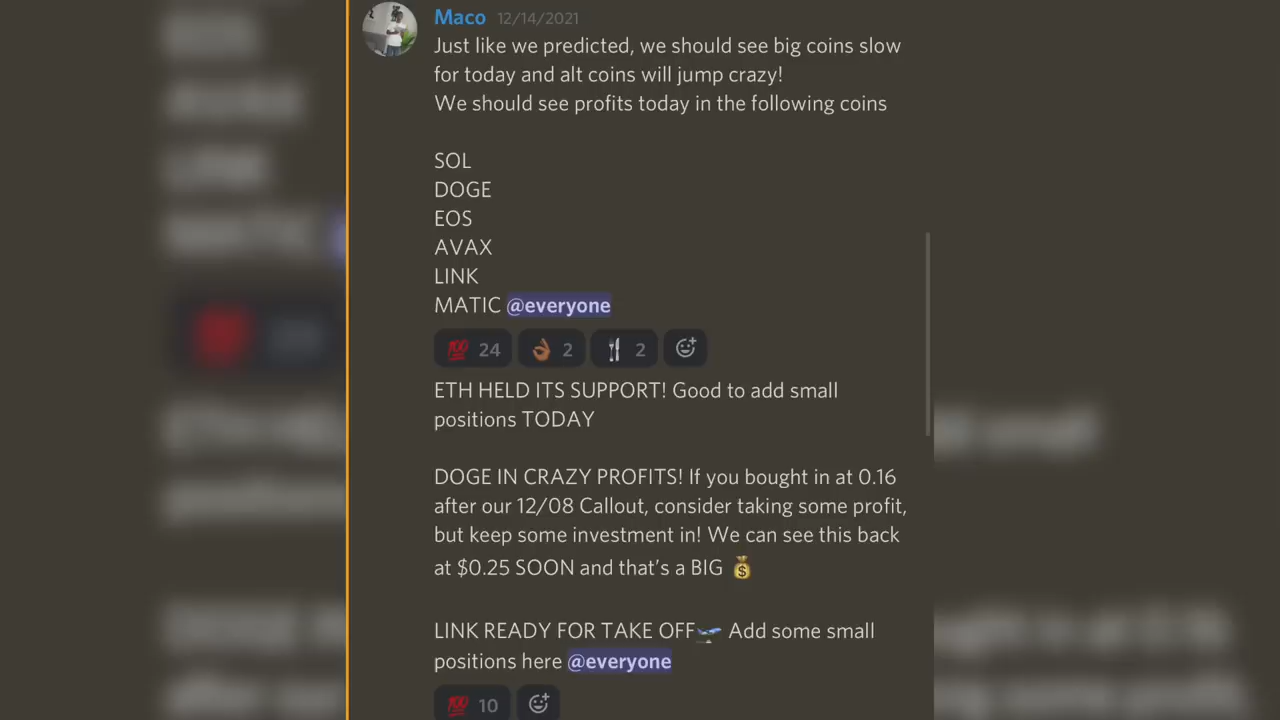 Maco 12/14/2021
Just like we predicted, we should see big coins slow
for today and alt coins will jump crazy!
We should see profits today in the following coins
SOL
DOGE
EOS
AVAX
LINK
MATIC @everyone
💯 24 👌🏾 2 🍴 2
ETH HELD ITS SUPPORT! Good to add small
positions TODAY
DOGE IN CRAZY PROFITS! If you bought in at 0.16
after our 12/08 Callout, consider taking some profit,
but keep some investment in! We can see this back
at $0.25 SOON and that's a BIG 💰
LINK READY FOR TAKE OFF🛫 Add some small
positions here @everyone
💯 10